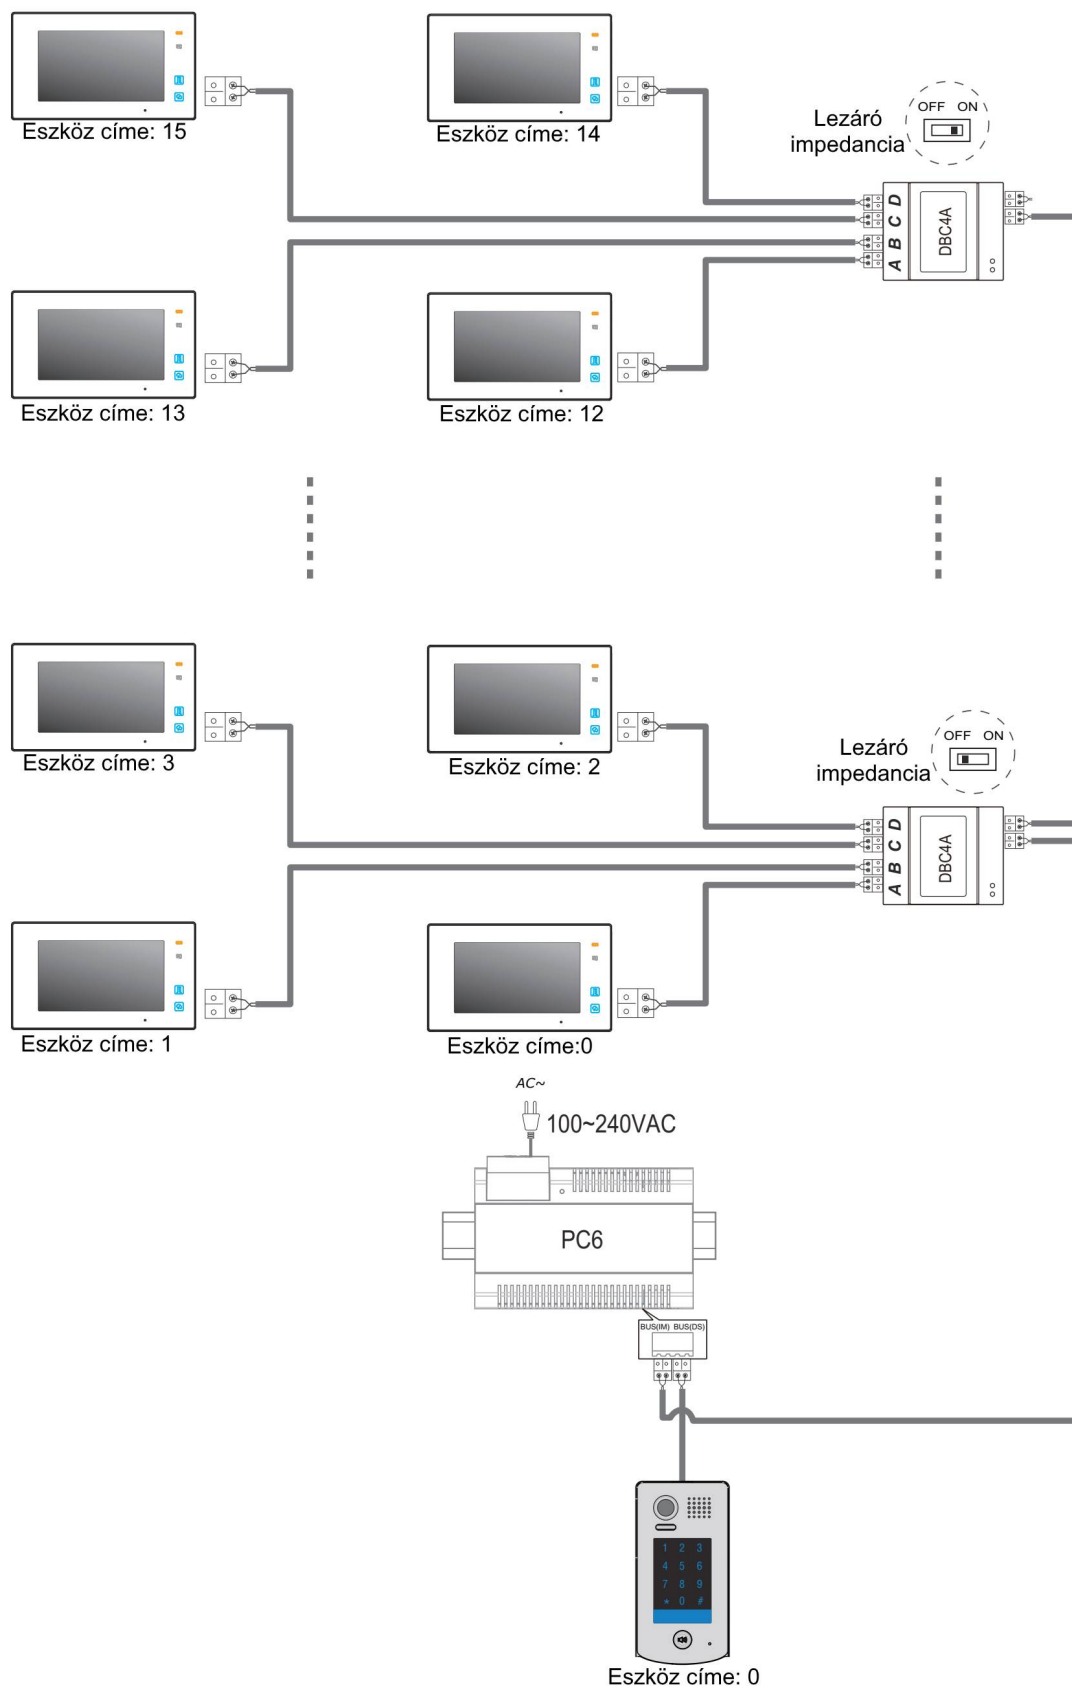 Eszköz címe: 15
Eszköz címe: 14
Lezáró
impedancia
OFF ON
D
C
B
A
DBC4A
Eszköz címe: 13
Eszköz címe: 12
Eszköz címe: 3
Eszköz címe: 2
Lezáró
impedancia
OFF ON
D
C
B
A
DBC4A
Eszköz címe: 1
Eszköz címe:0
AC~
100~240VAC
PC6
BUS(IM) BUS(DS)
1 2 3
4 5 6
7 8 9
* 0 #
Eszköz címe: 0